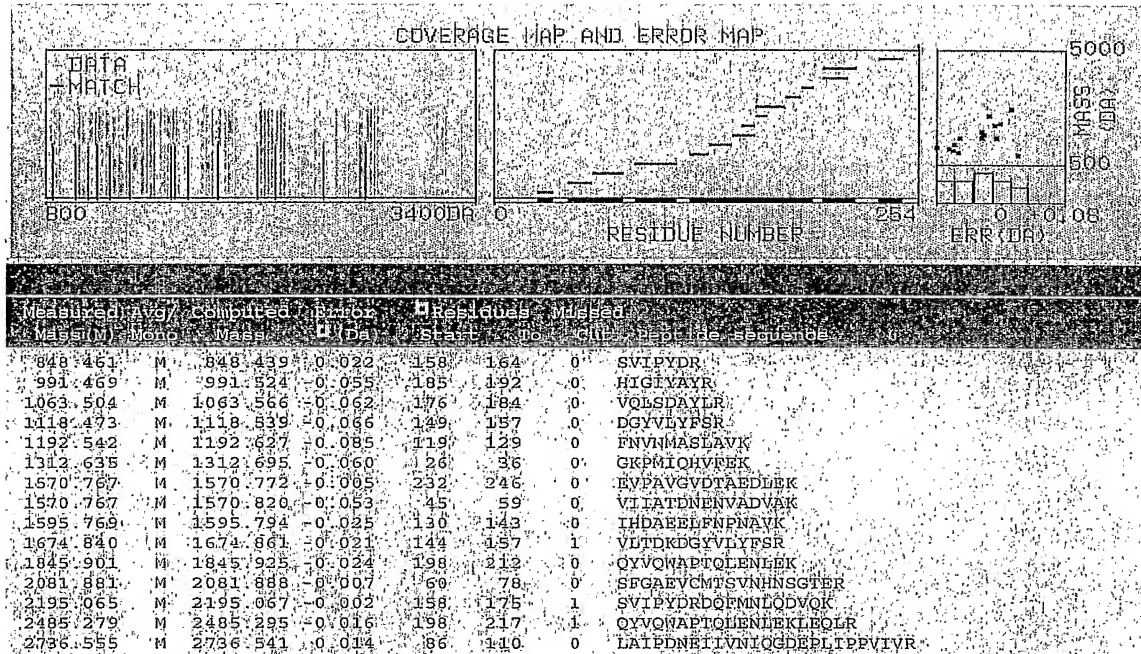 COVERAGE MAP AND ERROR MAP
DATA
MATCH
5000
MASS (DA)
500
800 3400DA 0 254 0 +0.08
RESIDUE NUMBER ERR(DA)
Measured Avg/ Computed Error Residues Missed
Mass(M) Mono Mass (Da) Start To Cut Peptide sequence
848.461 M 848.439 0.022 158 164 0 SVIPYDR
991.469 M 991.524 -0.055 185 192 0 HIGIYAYR
1063.504 M 1063.566 -0.062 176 184 0 VQLSDAYLR
1118.473 M 1118.539 -0.066 149 157 0 DGYVLYFSR
1192.542 M 1192.627 -0.085 119 129 0 FNVNMASLAVK
1312.635 M 1312.695 -0.060 26 36 0 GKPMIQHVFEK
1570.767 M 1570.772 -0.005 232 246 0 EVPAVGVDTAEDLEK
1570.767 M 1570.820 -0.053 45 59 0 VIIATDNENVADVAK
1595.769 M 1595.794 -0.025 130 143 0 IHDAEELFNPNAVK
1674.840 M 1674.861 -0.021 144 157 1 VLTDKDGYVLYFSR
1845.901 M 1845.925 -0.024 198 212 0 QYVQWAPTQLENLEK
2081.881 M 2081.888 -0.007 60 78 0 SFGAEVCMTSVNHNSGTER
2195.065 M 2195.067 -0.002 158 175 1 SVIPYDRDQFMNLQDVQK
2485.279 M 2485.295 -0.016 198 217 1 QYVQWAPTQLENLEKLEQLR
2736.555 M 2736.541 0.014 86 110 0 LAIPDNEIIVNIQGDEPLIPPVIVR